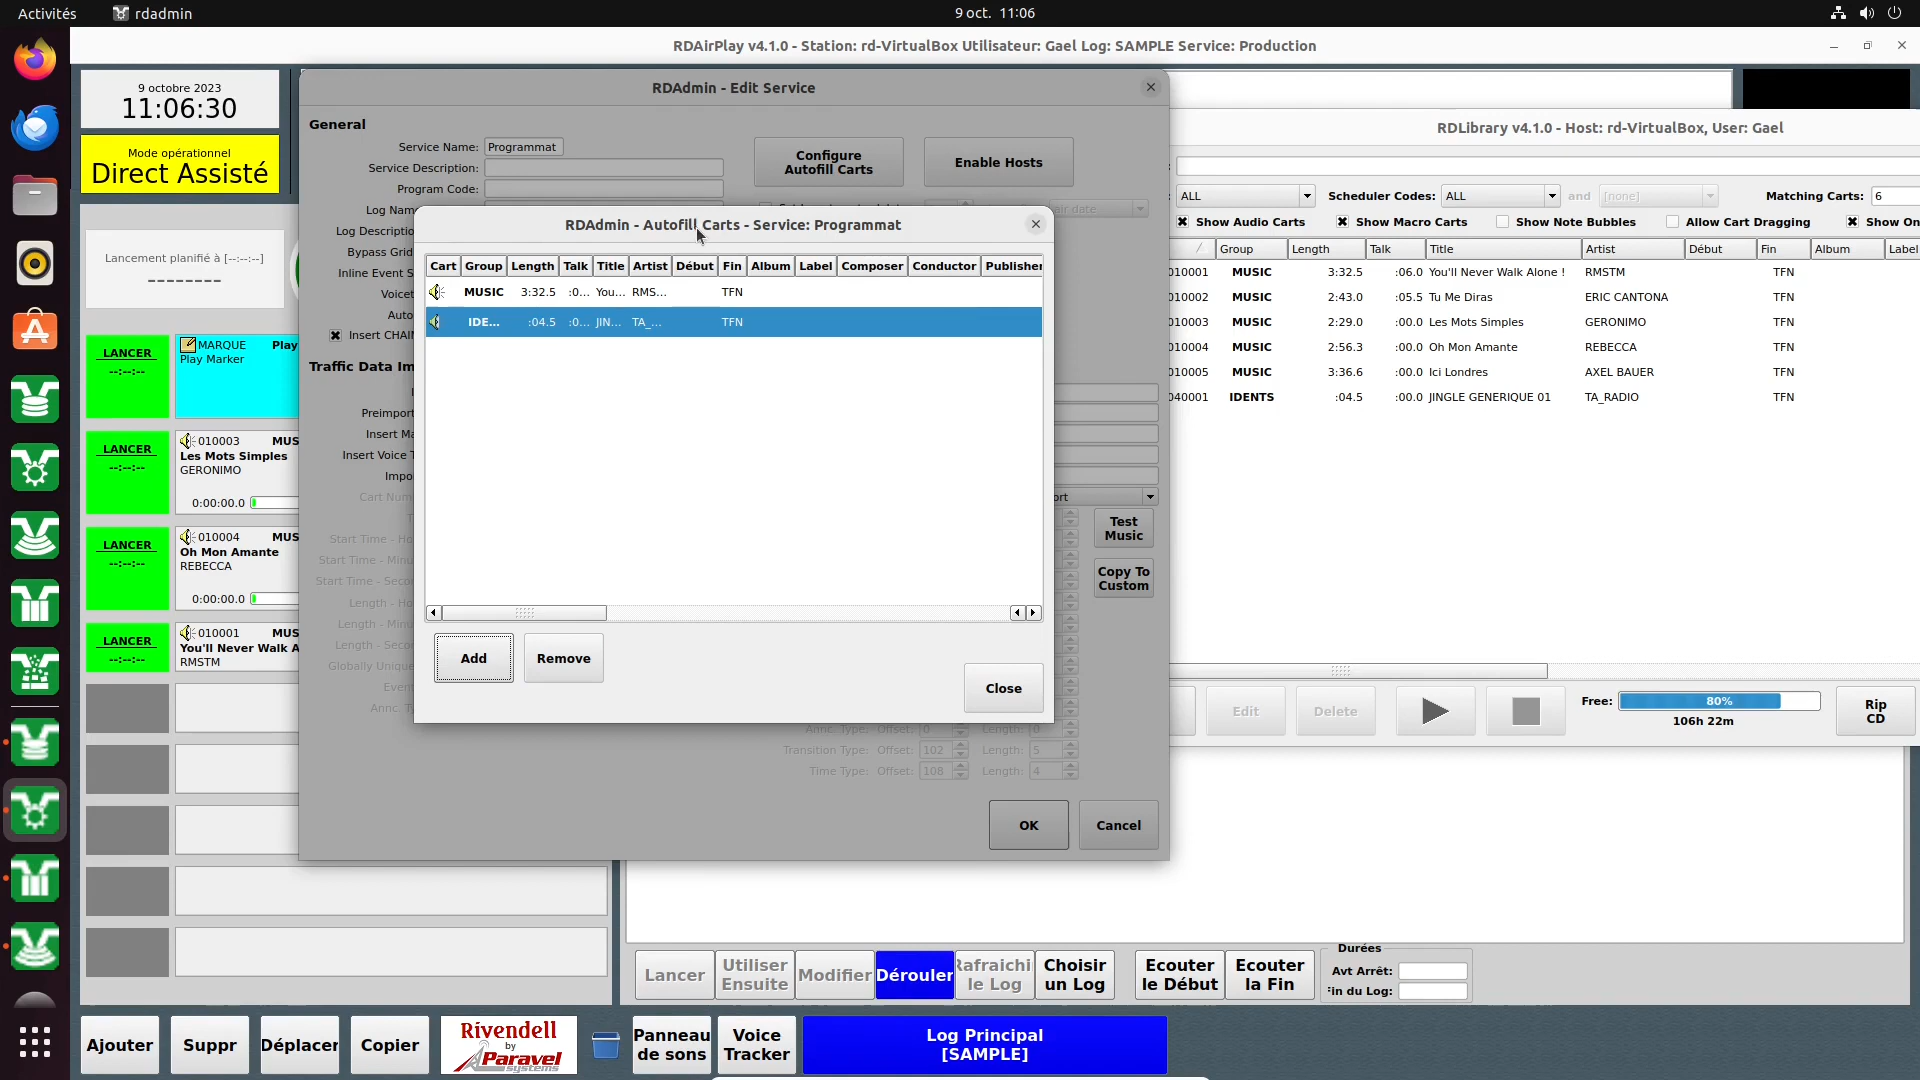 Activités
rdadmin
9 oct. 11:06
RDAirPlay v4.1.0 - Station: rd-VirtualBox Utilisateur: Gael Log: SAMPLE Service: Production
9 octobre 2023
11:06:30
Mode opérationnel
Direct Assisté
Lancement planifié à [--:--:--]
--------
RDAdmin - Edit Service
General
Service Name: Programmat
Service Description:
Program Code:
Configure
Autofill Carts
Enable Hosts
Log Nam
air date
Log Descriptio
Bypass Grid
Inline Event S
Voicet
Auto
Insert CHAIN
Traffic Data Im
Preimport
Insert Ma
Insert Voice T
Impo
Cart Num
Start Time - Ho
Start Time - Minu
Start Time - Secon
Length - Ho
Length - Minu
Length - Secon
Globally Unique
Event
Annc. Ty
ort
Test
Music
Copy To
Custom
Annc. Type: Offset: 0 Length: 0
Transition Type: Offset: 102 Length: 5
Time Type: Offset: 108 Length: 4
OK
Cancel
RDAdmin - Autofill Carts - Service: Programmat
Cart Group Length Talk Title Artist Début Fin Album Label Composer Conductor Publisher
MUSIC 3:32.5 :0... You... RMS... TFN
IDE... :04.5 :0... JIN... TA_... TFN
Add
Remove
Close
RDLibrary v4.1.0 - Host: rd-VirtualBox, User: Gael
ALL
Scheduler Codes: ALL and [none]
Matching Carts: 6
Show Audio Carts Show Macro Carts Show Note Bubbles Allow Cart Dragging Show On
Group Length Talk Title Artist Début Fin Album Label
010001 MUSIC 3:32.5 :06.0 You'll Never Walk Alone ! RMSTM TFN
010002 MUSIC 2:43.0 :05.5 Tu Me Diras ERIC CANTONA TFN
010003 MUSIC 2:29.0 :00.0 Les Mots Simples GERONIMO TFN
010004 MUSIC 2:56.3 :00.0 Oh Mon Amante REBECCA TFN
010005 MUSIC 3:36.6 :00.0 Ici Londres AXEL BAUER TFN
040001 IDENTS :04.5 :00.0 JINGLE GENERIQUE 01 TA_RADIO TFN
Edit
Delete
Free: 80%
106h 22m
Rip
CD
LANCER
--:--:--
MARQUE Play
Play Marker
LANCER
--:--:--
010003 MUS
Les Mots Simples
GERONIMO
0:00:00.0
LANCER
--:--:--
010004 MUS
Oh Mon Amante
REBECCA
0:00:00.0
LANCER
--:--:--
010001 MUS
You'll Never Walk A
RMSTM
Lancer
Utiliser
Ensuite
Modifier
Dérouler
Rafraichi
le Log
Choisir
un Log
Ecouter
le Début
Ecouter
la Fin
Durées
Avt Arrêt:
Fin du Log:
Ajouter
Suppr
Déplacer
Copier
Rivendell
by
Paravel
systems
Panneau
de sons
Voice
Tracker
Log Principal
[SAMPLE]